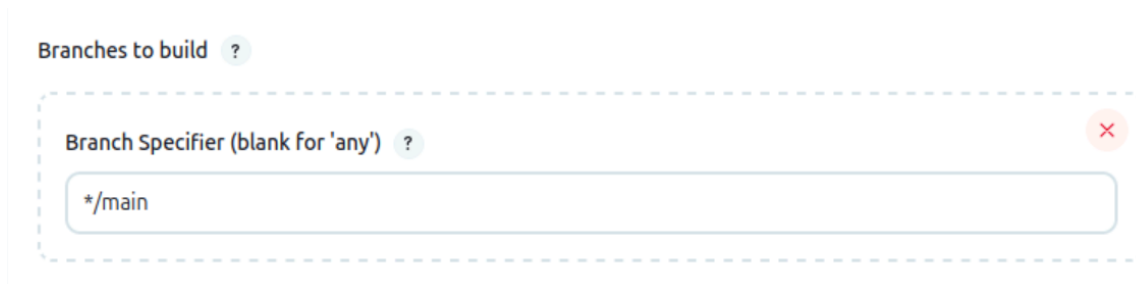 Branches to build ?
Branch Specifier (blank for 'any') ?
*/main